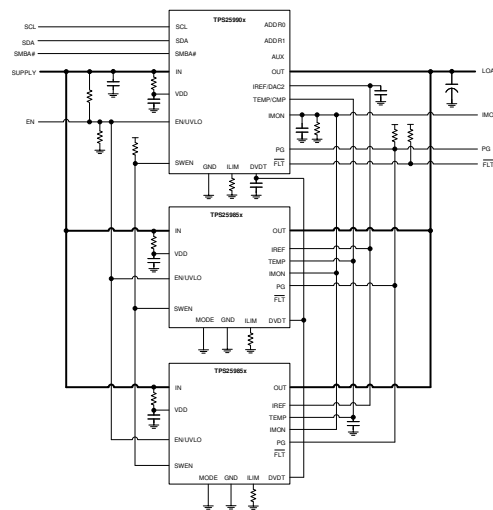 TPS25990x
SCL SCL ADDR0
SDA SDA ADDR1
SMBA# SMBA# AUX
SUPPLY IN OUT LOA
IREF/DAC2
VDD TEMP/CMP
EN EN/UVLO IMON IMO
PG PG
SWEN FLT FLT
GND ILIM DVDT
TPS25985x
IN OUT
VDD IREF
TEMP
EN/UVLO IMON
PG
SWEN FLT
MODE GND ILIM DVDT
TPS25985x
IN OUT
VDD IREF
TEMP
EN/UVLO IMON
PG
FLT
SWEN DVDT
MODE GND ILIM